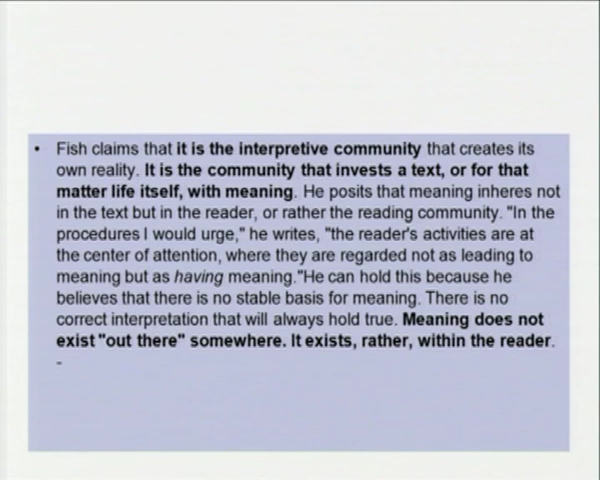 • Fish claims that it is the interpretive community that creates its
own reality. It is the community that invests a text, or for that
matter life itself, with meaning. He posits that meaning inheres not
in the text but in the reader, or rather the reading community. "In the
procedures I would urge," he writes, "the reader's activities are at
the center of attention, where they are regarded not as leading to
meaning but as having meaning."He can hold this because he
believes that there is no stable basis for meaning. There is no
correct interpretation that will always hold true. Meaning does not
exist "out there" somewhere. It exists, rather, within the reader.
-